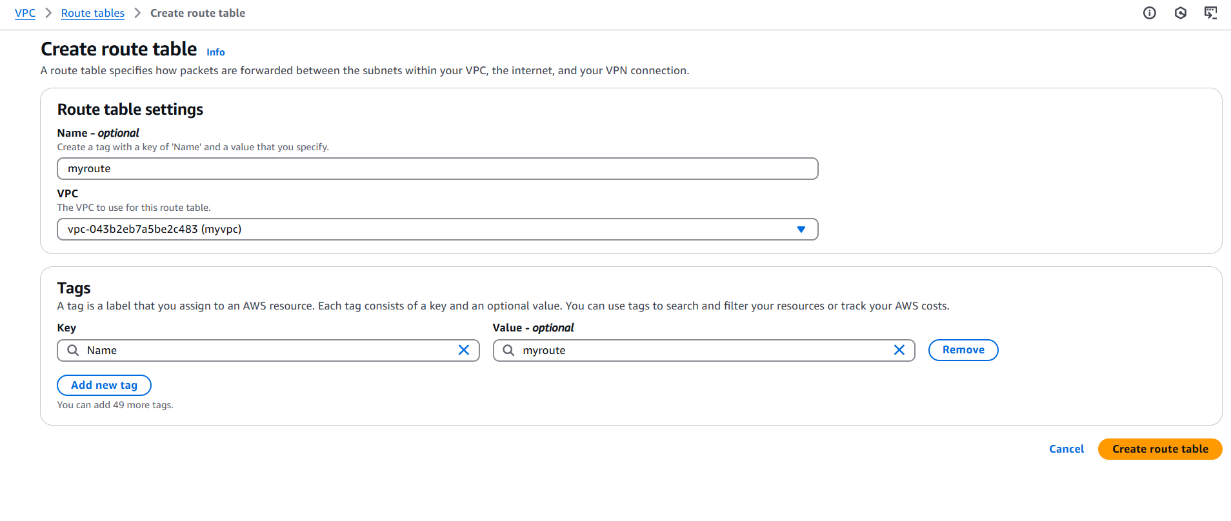 VPC > Route tables > Create route table
Create route table Info
A route table specifies how packets are forwarded between the subnets within your VPC, the internet, and your VPN connection.
Route table settings
Name - optional
Create a tag with a key of 'Name' and a value that you specify.
myroute
VPC
The VPC to use for this route table.
vpc-043b2eb7a5be2c483 (myvpc)
Tags
A tag is a label that you assign to an AWS resource. Each tag consists of a key and an optional value. You can use tags to search and filter your resources or track your AWS costs.
Key Value - optional
Name myroute Remove
Add new tag
You can add 49 more tags.
Cancel Create route table